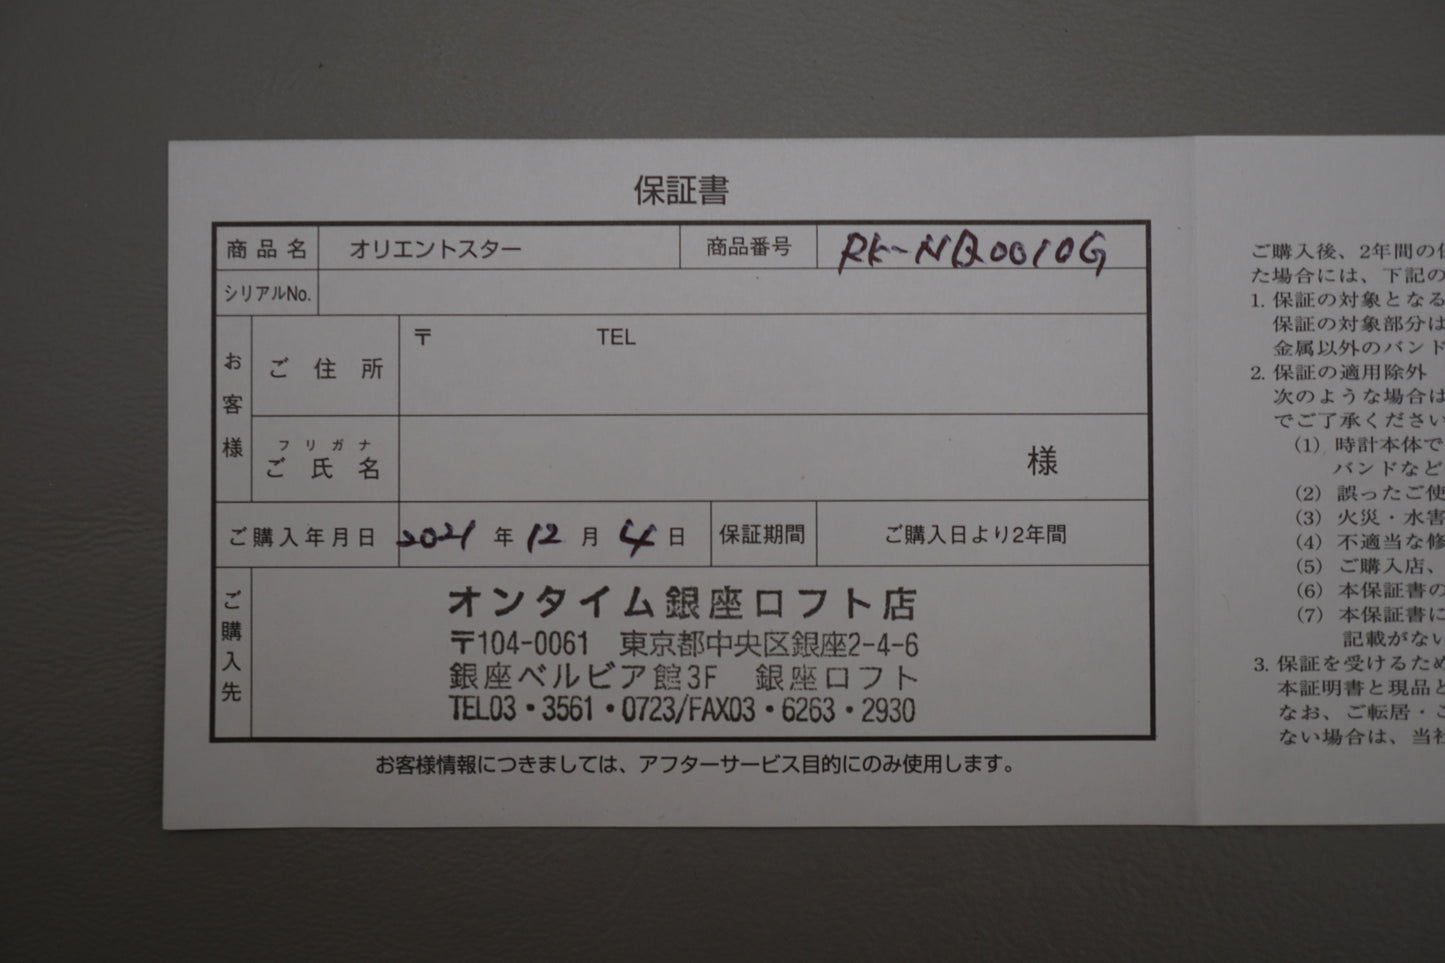 保証書
商品名 オリエントスター 商品番号 RK-NB0010G
シリアルNo.
お客様
ご住所 〒 TEL
フリガナ
ご氏名 様
ご購入年月日 2021年12月4日 保証期間 ご購入日より2年間
ご購入先
オンタイム銀座ロフト店
〒104-0061 東京都中央区銀座2-4-6
銀座ベルビア館3F 銀座ロフト
TEL03・3561・0723/FAX03・6263・2930
お客様情報につきましては、アフターサービス目的にのみ使用します。
ご購入後、2年間の
た場合には、下記の
1. 保証の対象となる
保証の対象部分は
金属以外のバンド
2. 保証の適用除外
次のような場合は
でご了承ください
(1) 時計本体で
バンドなど
(2) 誤ったご使
(3) 火災・水害
(4) 不適当な修
(5) ご購入店、
(6) 本保証書の
(7) 本保証書に
記載がない
3. 保証を受けるため
本証明書と現品と
なお、ご転居・ご
ない場合は、当社